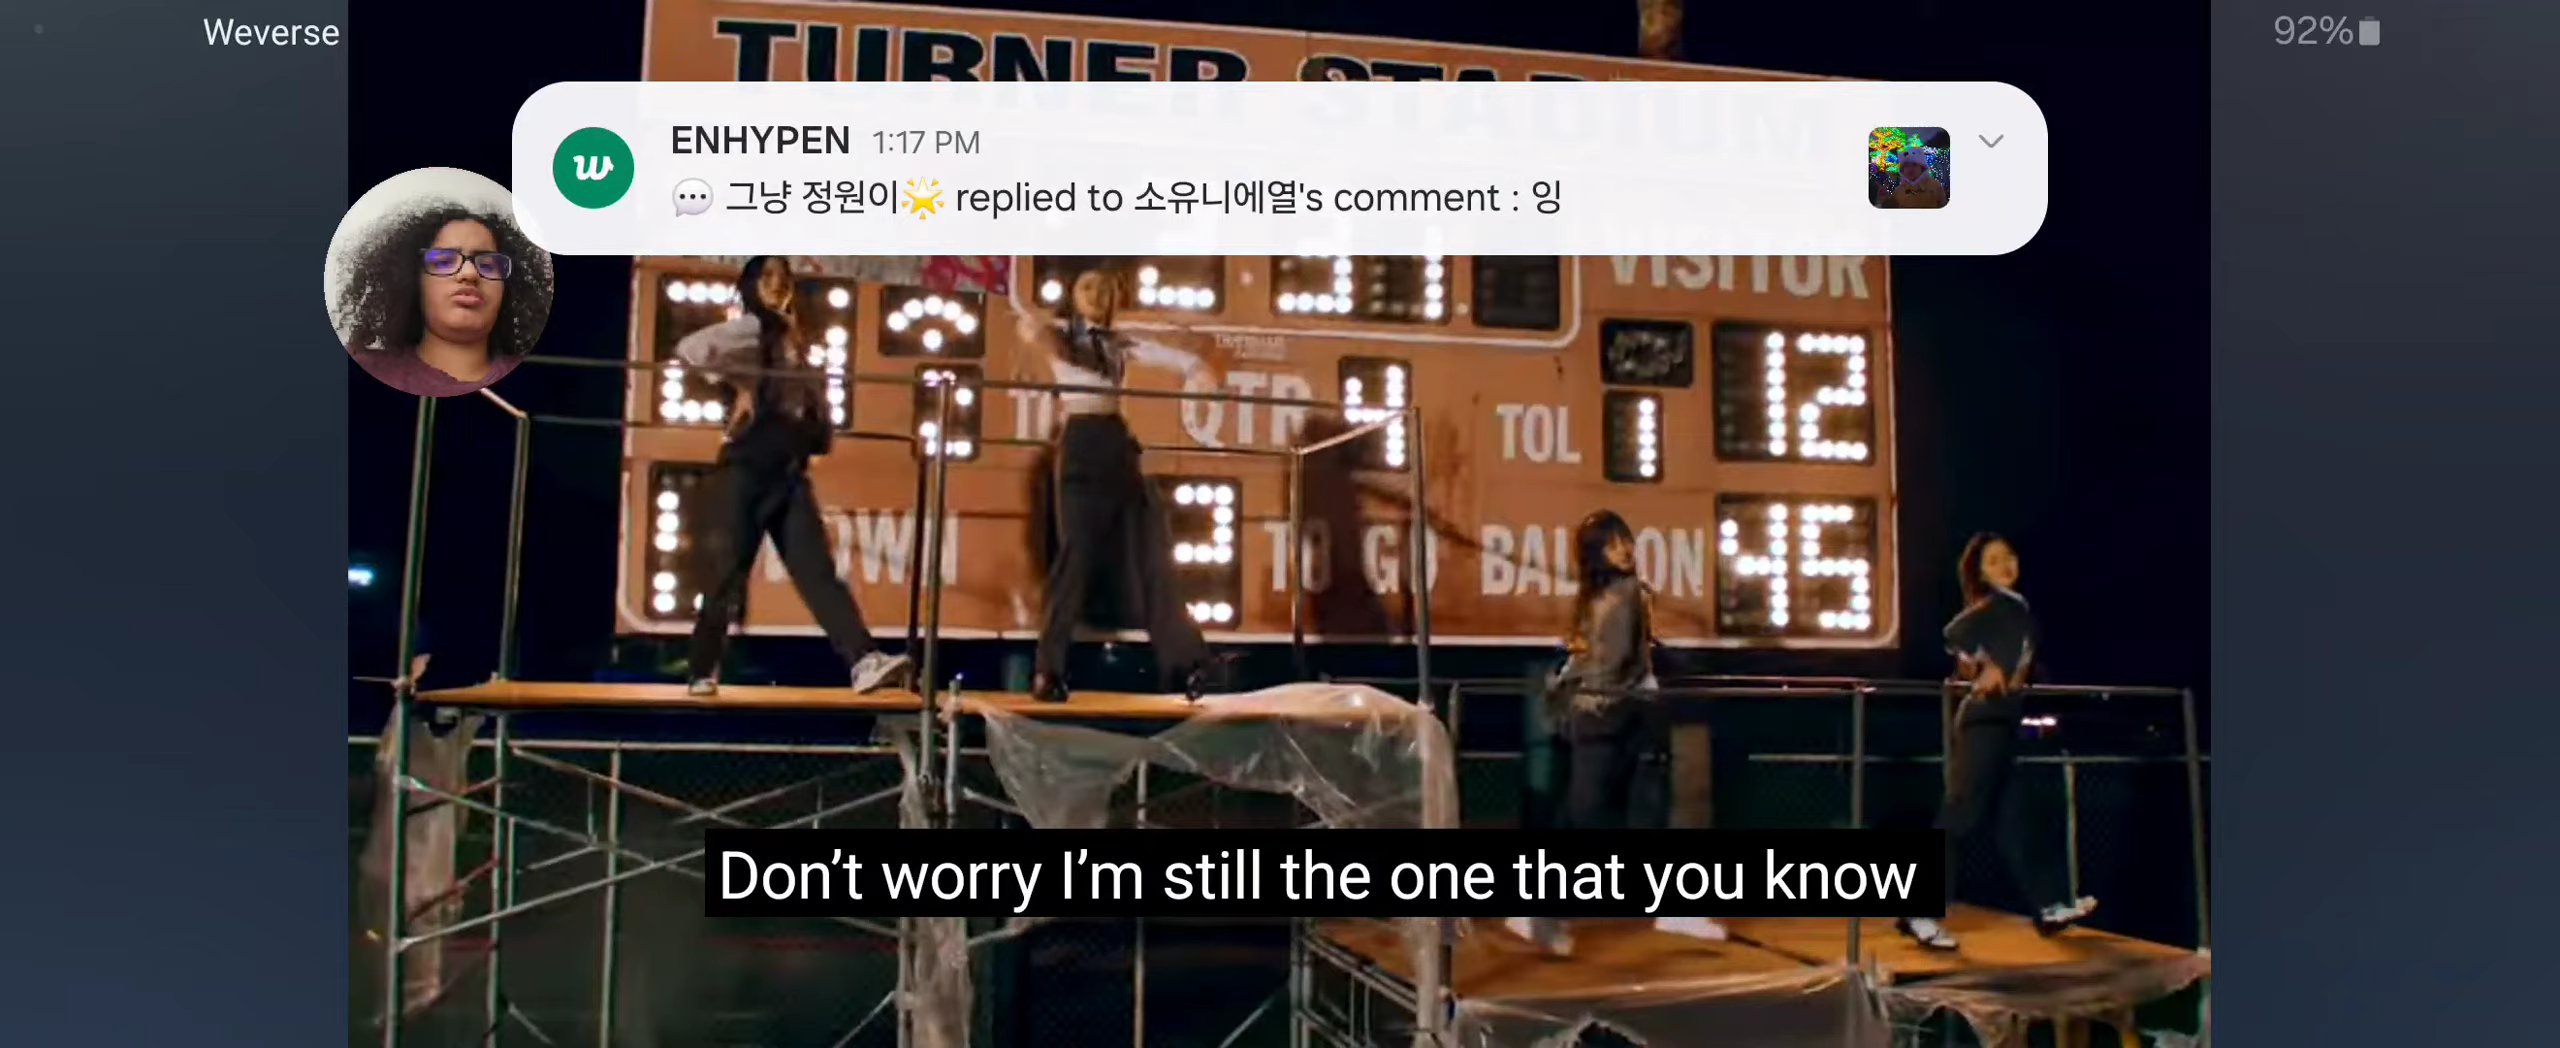 Weverse
92%
TURNER STADIUM
ENHYPEN 1:17 PM
💬 그냥 정원이🌟 replied to 소유니에열's comment : 잉
VISITOR
QTR 4 TOL 1 12
TO GO BALL ON 45
Don’t worry I’m still the one that you know